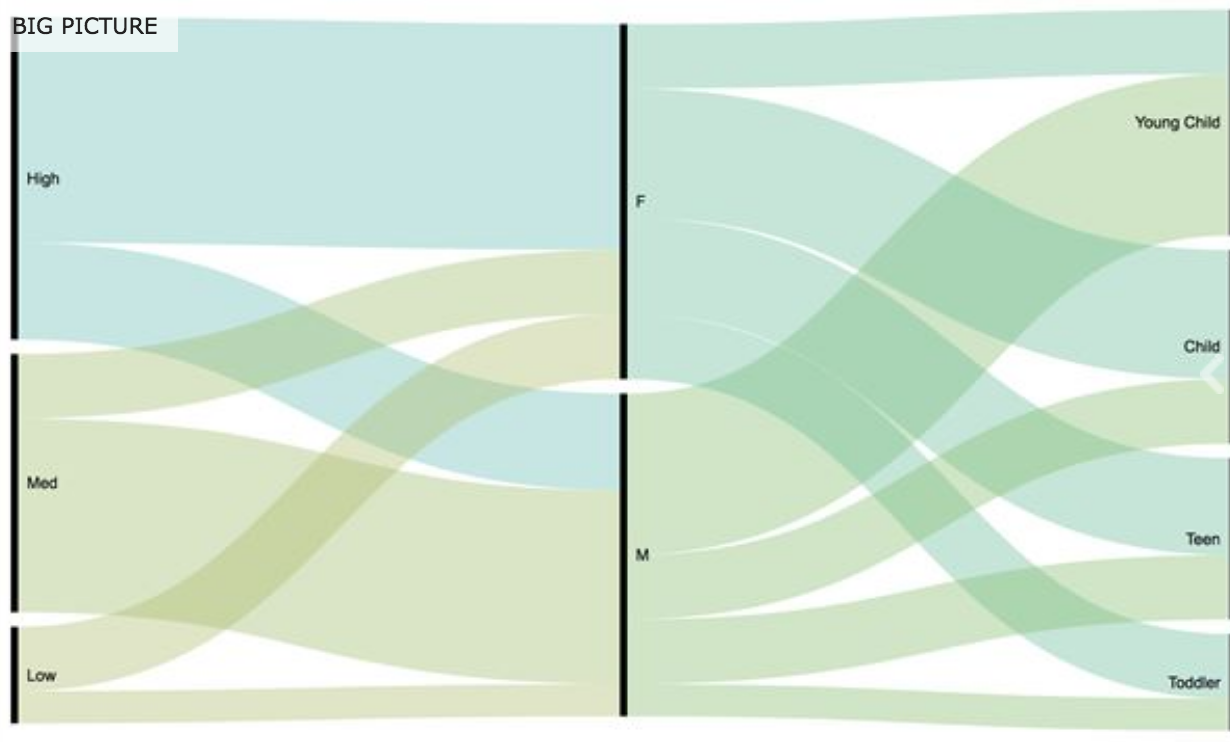 BIG PICTURE
High
Med
Low
F
M
Young Child
Child
Teen
Toddler